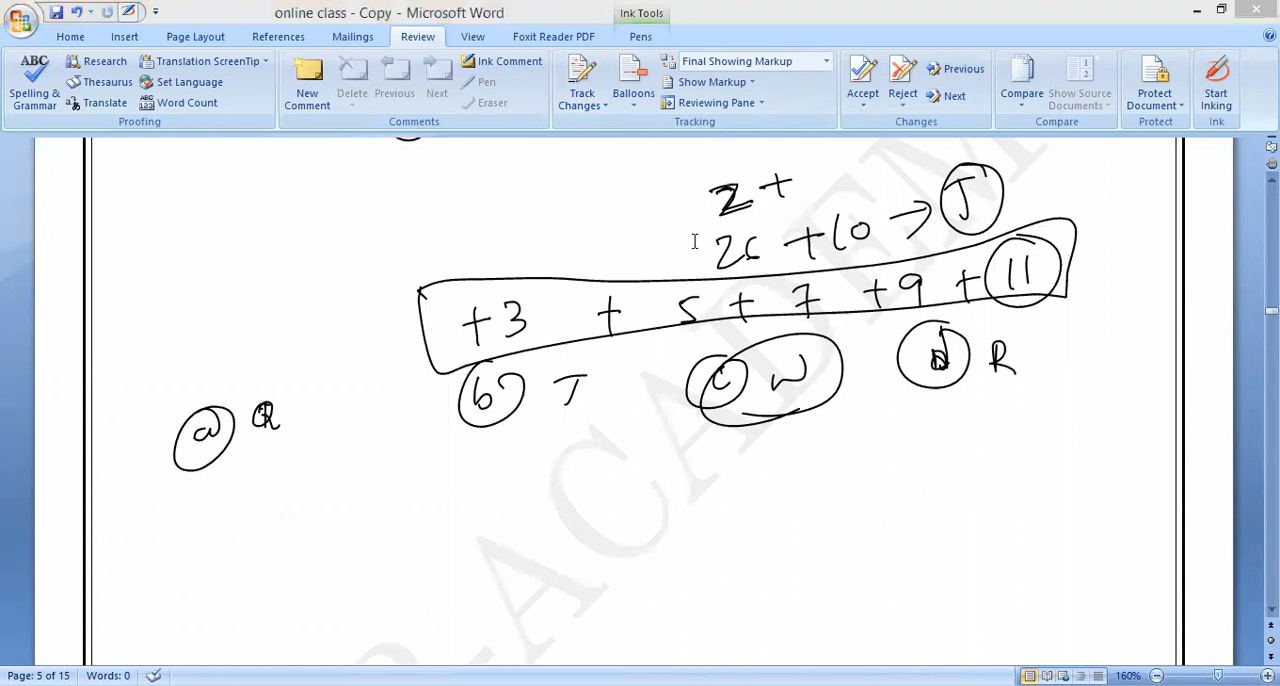 online class - Copy - Microsoft Word
Ink Tools
Home Insert Page Layout References Mailings Review View Foxit Reader PDF Pens
ABC
Spelling & Grammar
Research
Thesaurus
Translate
Translation ScreenTip
Set Language
Word Count
Proofing
New Comment
Delete
Previous
Next
Ink Comment
Pen
Eraser
Comments
Track Changes
Balloons
Final Showing Markup
Show Markup
Reviewing Pane
Tracking
Accept
Reject
Previous
Next
Changes
Compare
Show Source Documents
Compare
Protect Document
Protect
Start Inking
Ink
Z +
26 + 10 → J
+3 + 5 + 7 + 9 + 11
b T c W d R
a
R-ACADEM
Page: 5 of 15 Words: 0 160%